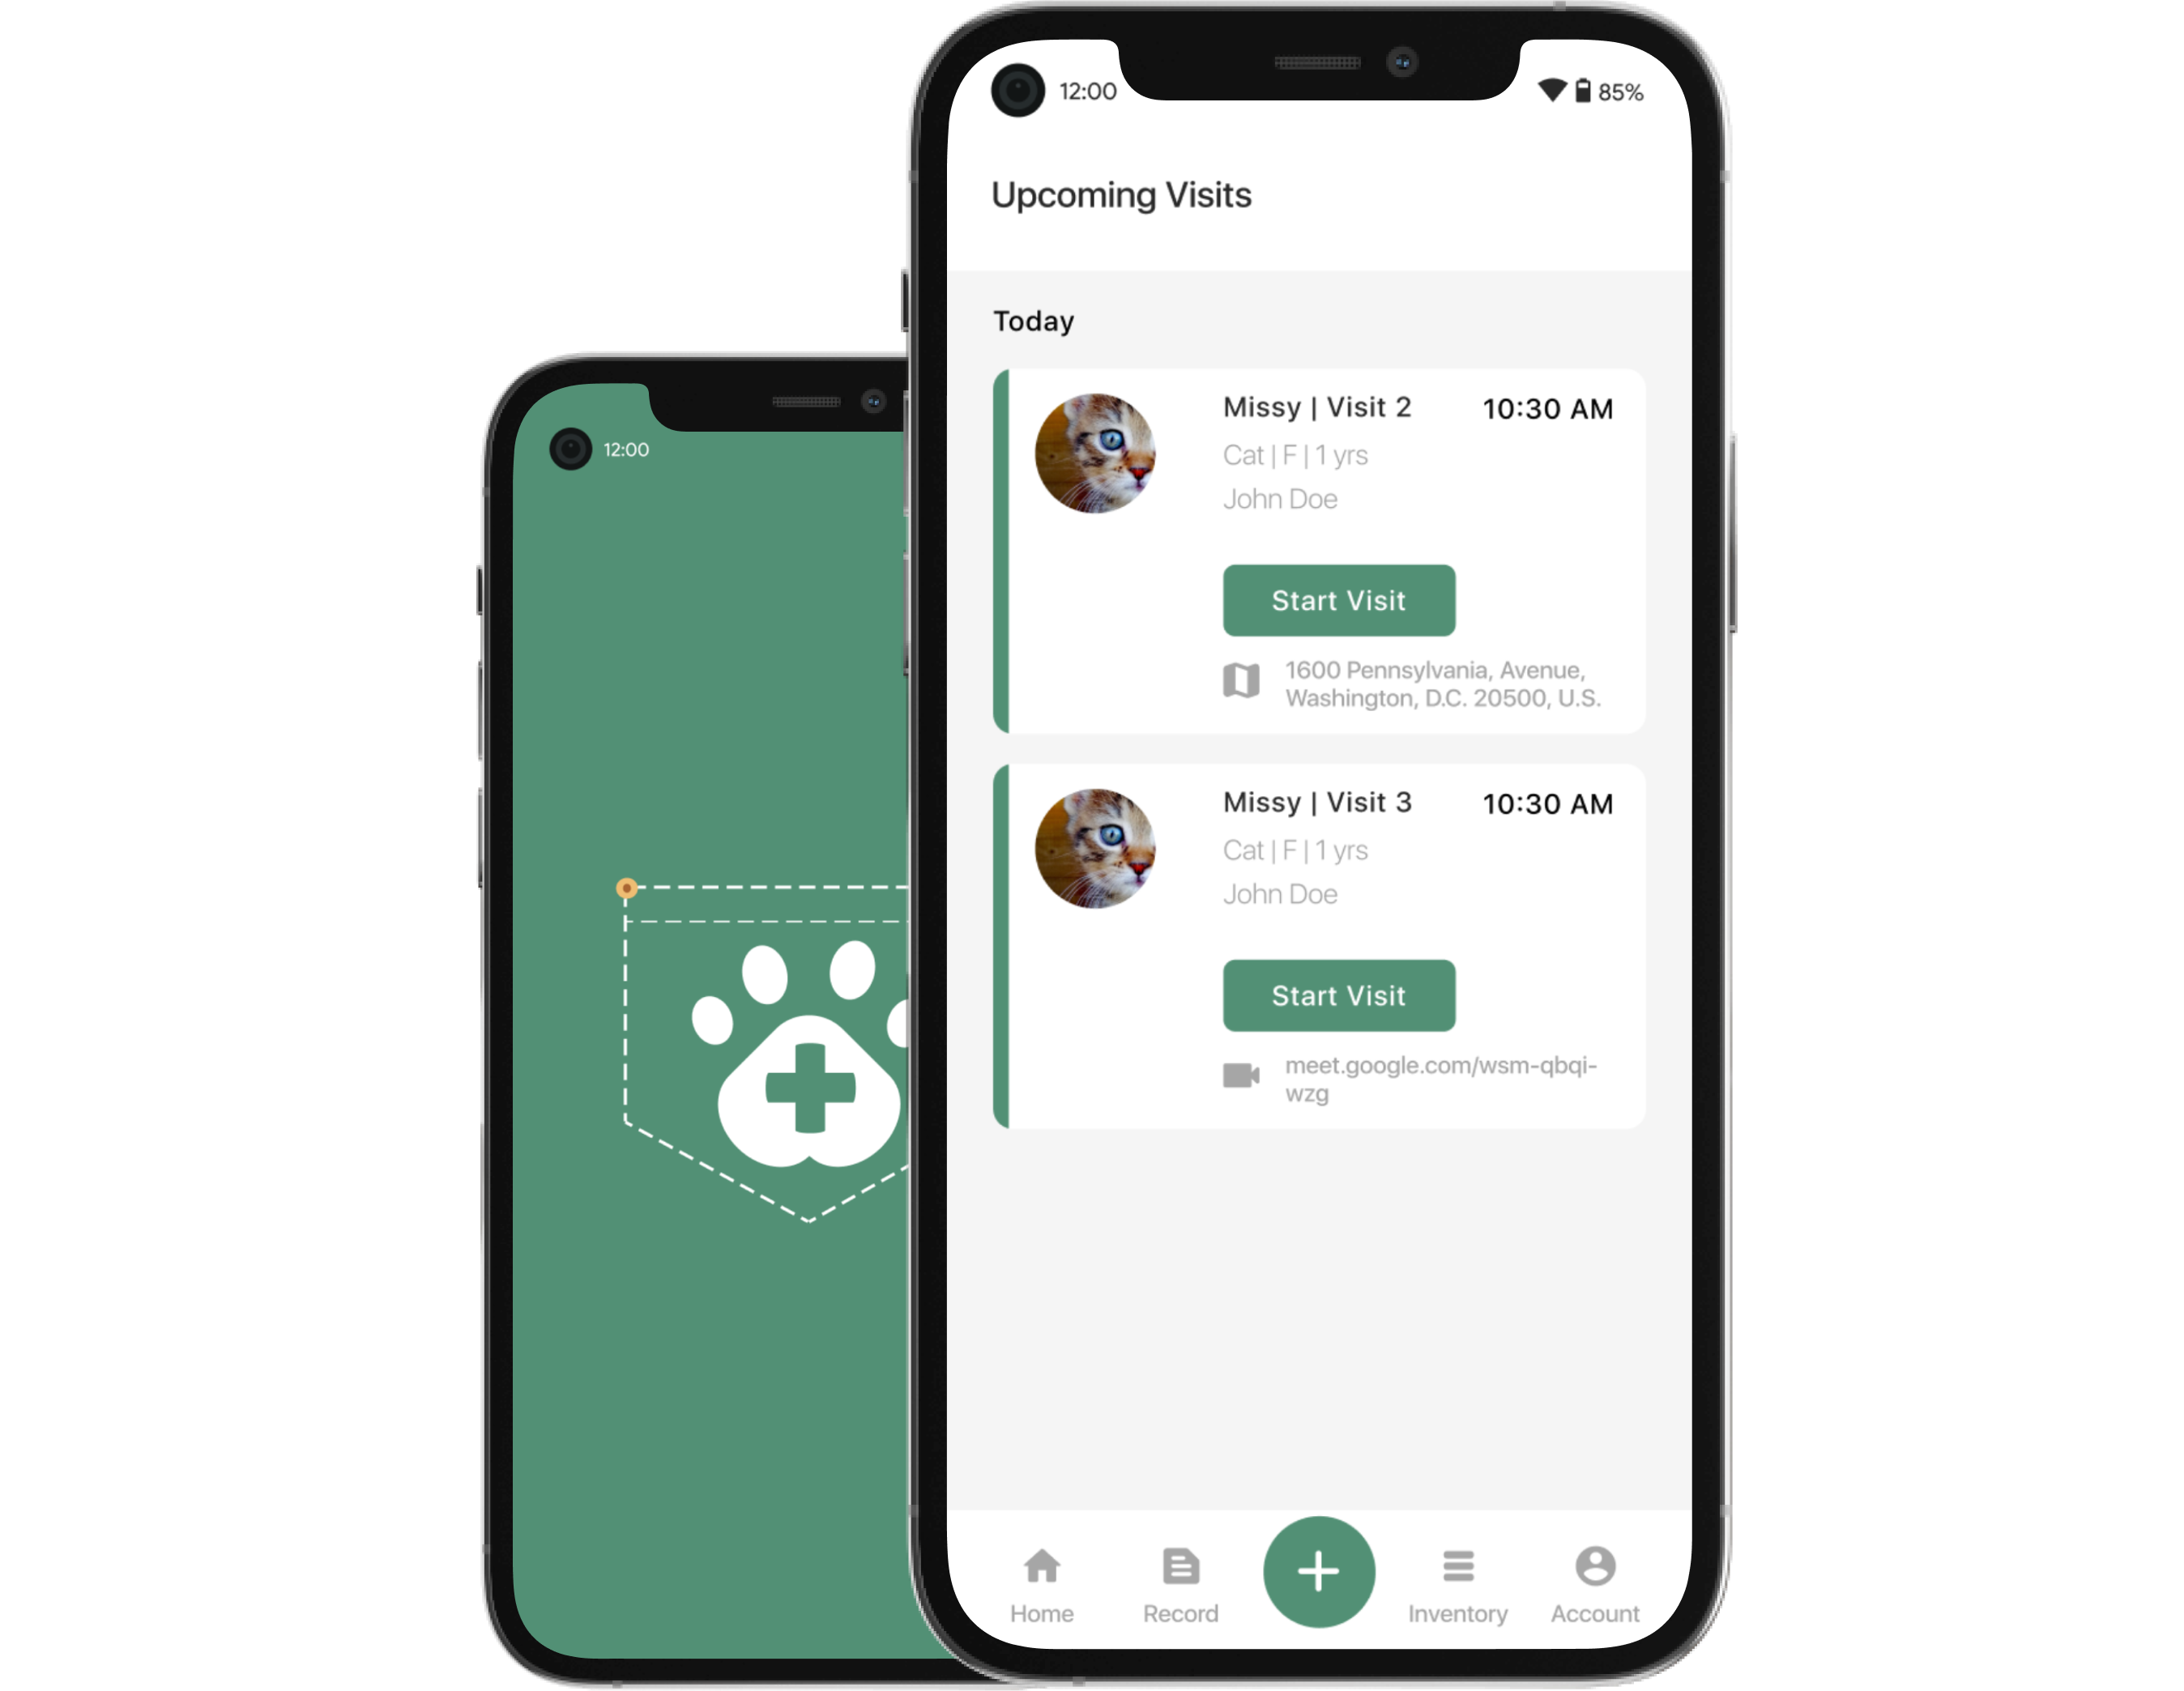 12:00
12:00
85%
Upcoming Visits
Today
Missy | Visit 2
10:30 AM
Cat | F | 1 yrs
John Doe
Start Visit
1600 Pennsylvania, Avenue,
Washington, D.C. 20500, U.S.
Missy | Visit 3
10:30 AM
Cat | F | 1 yrs
John Doe
Start Visit
meet.google.com/wsm-qbqi-
wzg
Home
Record
Inventory
Account